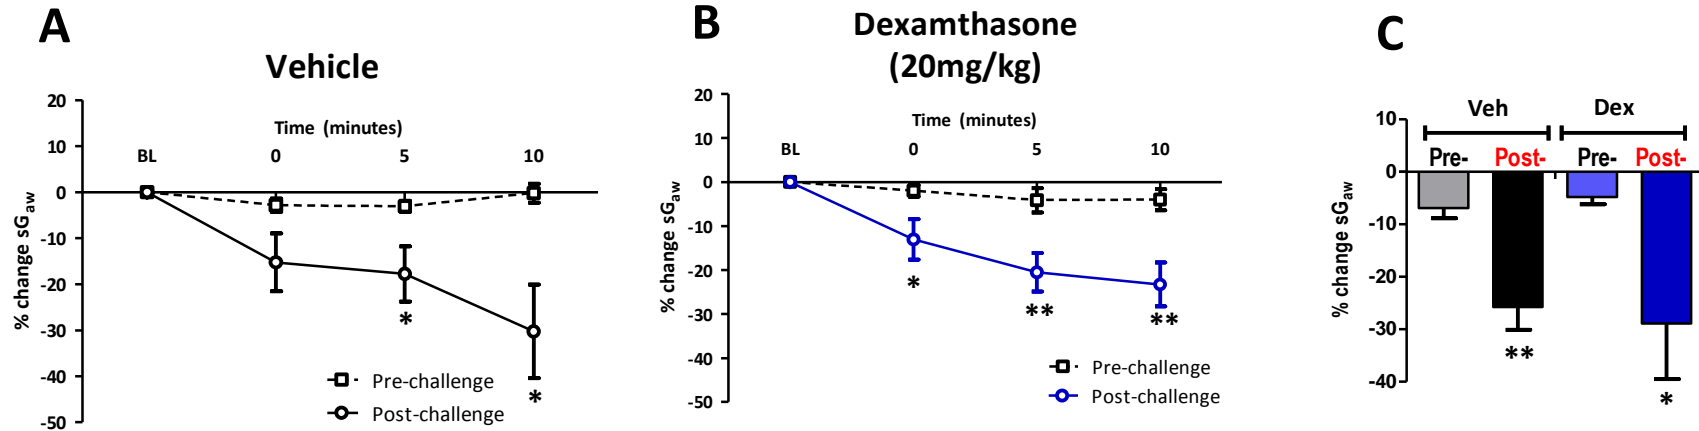 A
Vehicle
20
10
0
-10
-20
-30
-40
-50
% change sGaw
Time (minutes)
BL 0 5 10
*
*
Pre-challenge
Post-challenge
B
Dexamthasone
(20mg/kg)
20
10
0
-10
-20
-30
-40
-50
% change sGaw
Time (minutes)
BL 0 5 10
*
**
**
Pre-challenge
Post-challenge
C
Veh Dex
Pre- Post- Pre- Post-
10
0
-10
-20
-30
-40
% change sGaw
**
*